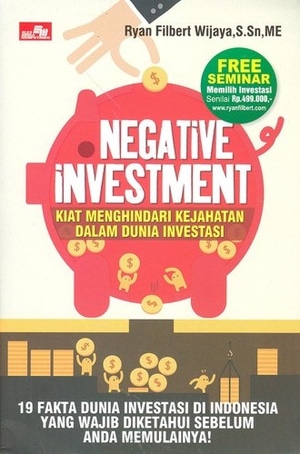 Ryan Filbert Wijaya,S.Sn,ME
FREE
SEMINAR
Memilih Investasi
Senilai Rp.499.000,-
www.ryanfilbert.com
NEGATIVE
INVESTMENT
KIAT MENGHINDARI KEJAHATAN
DALAM DUNIA INVESTASI
19 FAKTA DUNIA INVESTASI DI INDONESIA
YANG WAJIB DIKETAHUI SEBELUM
ANDA MEMULAINYA!